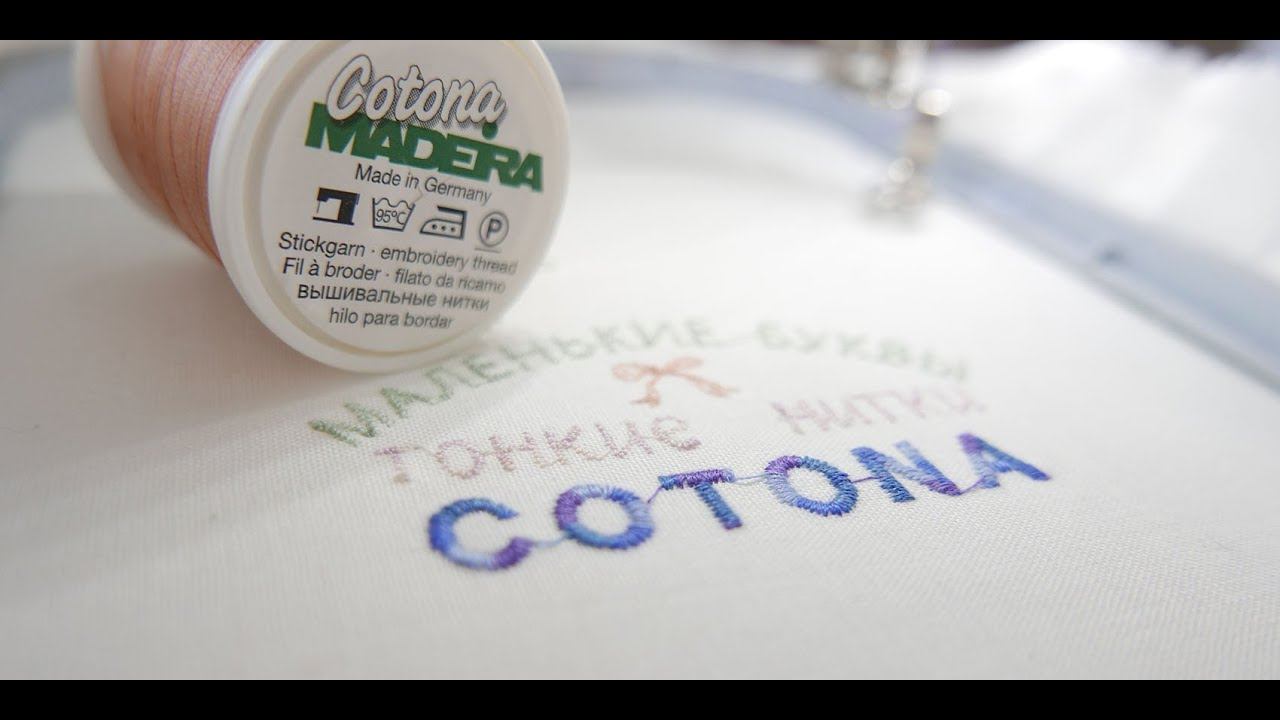 Cotona
MADEIRA
Made in Germany
95°C P
Stickgarn · embroidery thread
Fil à broder · filato da ricamo
вышивальные нитки
hilo para bordar
МАЛЕНЬКИЕ БУКВЫ
тонкие нитки
COTONA